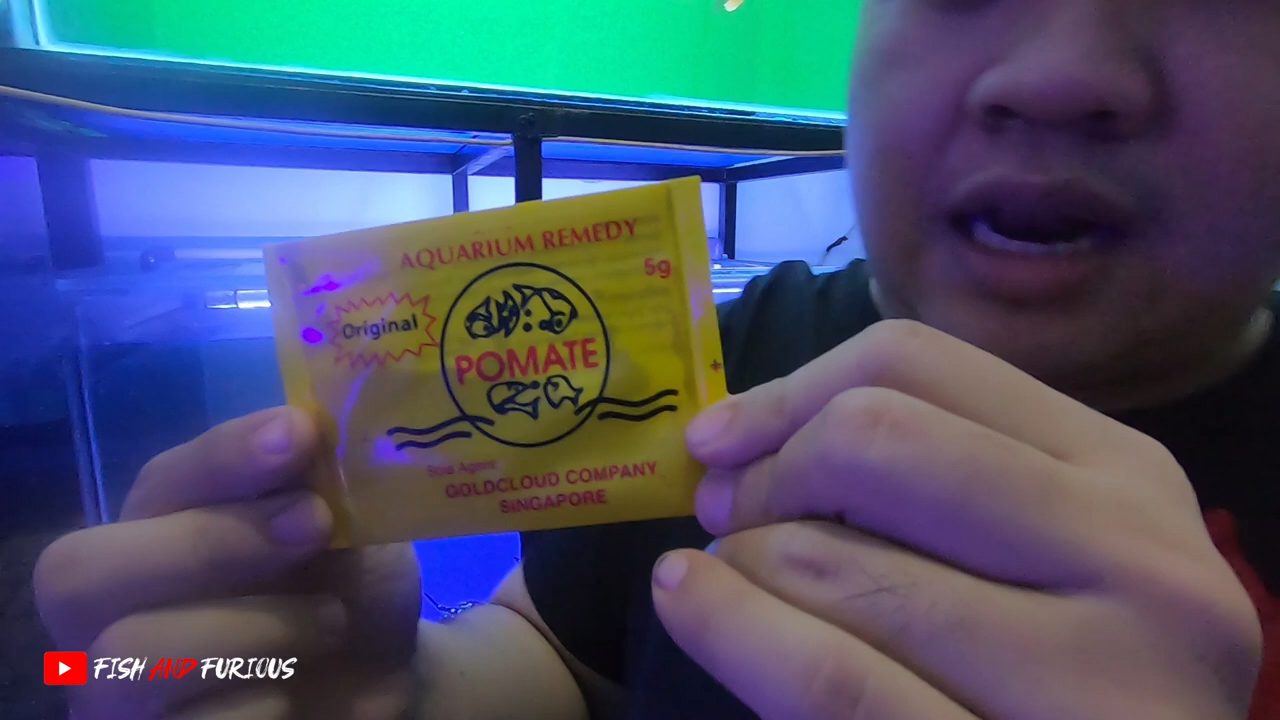 AQUARIUM REMEDY
5g
Original
POMATE
Sole Agent:
GOLDCLOUD COMPANY
SINGAPORE
FISH AND FURIOUS